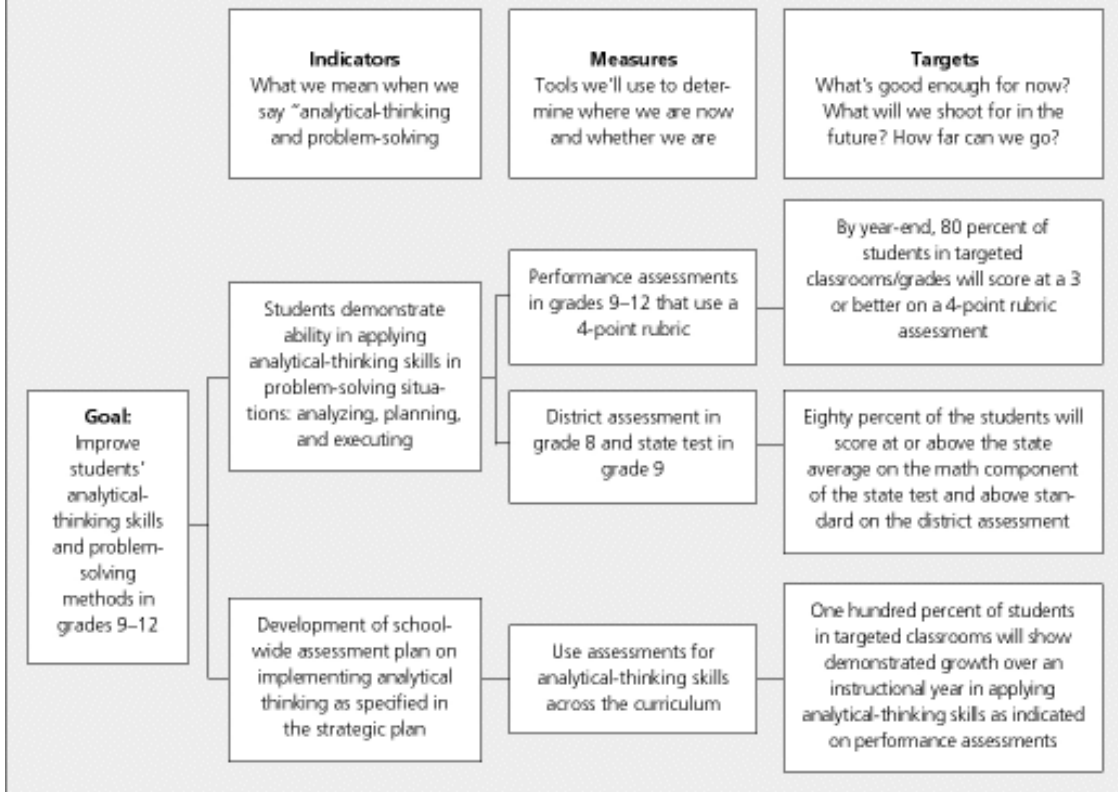 Indicators
What we mean when we
say “analytical-thinking
and problem-solving
Measures
Tools we'll use to deter-
mine where we are now
and whether we are
Targets
What's good enough for now?
What will we shoot for in the
future? How far can we go?
Goal:
Improve
students'
analytical-
thinking skills
and problem-
solving
methods in
grades 9–12
Students demonstrate
ability in applying
analytical-thinking skills in
problem-solving situa-
tions: analyzing, planning,
and executing
Performance assessments
in grades 9–12 that use a
4-point rubric
By year-end, 80 percent of
students in targeted
classrooms/grades will score at a 3
or better on a 4-point rubric
assessment
District assessment in
grade 8 and state test in
grade 9
Eighty percent of the students will
score at or above the state
average on the math component
of the state test and above stan-
dard on the district assessment
Development of school-
wide assessment plan on
implementing analytical
thinking as specified in
the strategic plan
Use assessments for
analytical-thinking skills
across the curriculum
One hundred percent of students
in targeted classrooms will show
demonstrated growth over an
instructional year in applying
analytical-thinking skills as indicated
on performance assessments